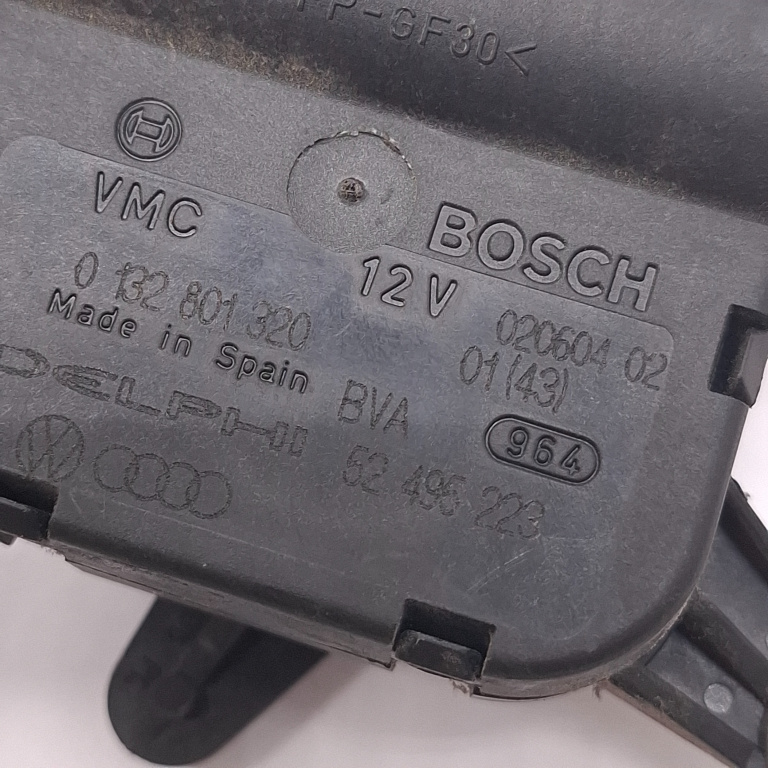 PP-GF30<
VMC BOSCH
12V
0 132 801 320 020604 02
Made in Spain 01(43)
DELPHI BVA 964
52 495 223